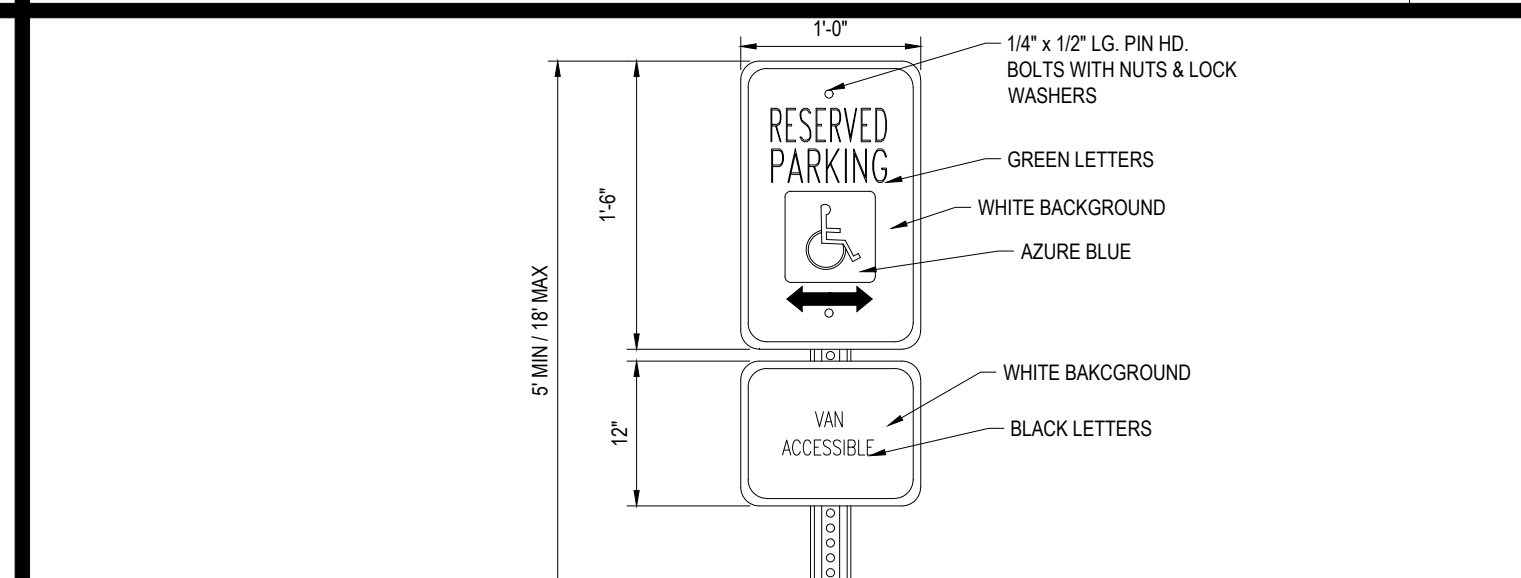 1'-0"
1/4" x 1/2" LG. PIN HD.
BOLTS WITH NUTS & LOCK
WASHERS
RESERVED
PARKING
GREEN LETTERS
WHITE BACKGROUND
1'-6"
AZURE BLUE
5' MIN / 18' MAX
WHITE BAKCGROUND
VAN
ACCESSIBLE
BLACK LETTERS
12"